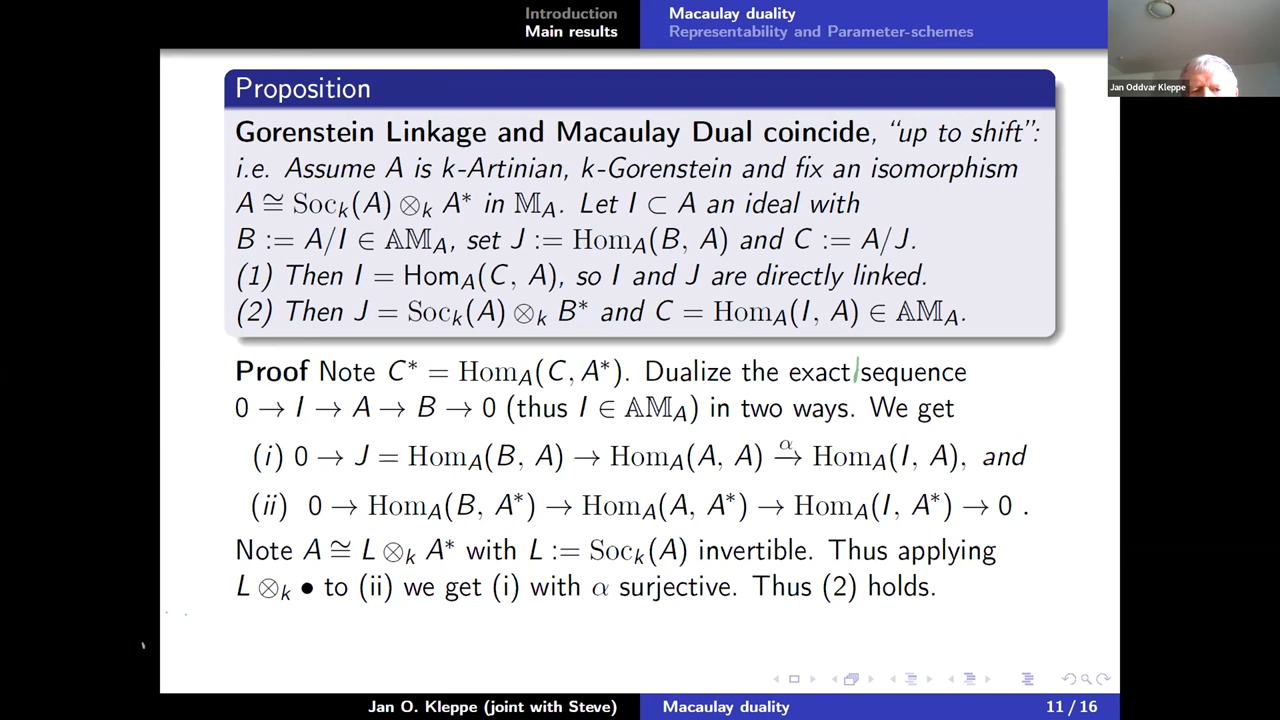 Introduction
Main results
Macaulay duality
Representability and Parameter-schemes
Jan Oddvar Kleppe
Proposition
Gorenstein Linkage and Macaulay Dual coincide, “up to shift”:
i.e. Assume A is k-Artinian, k-Gorenstein and fix an isomorphism
A ≅ Soc_k(A) ⊗_k A* in 𝕄_A. Let I ⊂ A an ideal with
B := A/I ∈ 𝔸𝕄_A, set J := Hom_A(B, A) and C := A/J.
(1) Then I = Hom_A(C, A), so I and J are directly linked.
(2) Then J = Soc_k(A) ⊗_k B* and C = Hom_A(I, A) ∈ 𝔸𝕄_A.
Proof Note C* = Hom_A(C, A*). Dualize the exact sequence
0 → I → A → B → 0 (thus I ∈ 𝔸𝕄_A) in two ways. We get
(i) 0 → J = Hom_A(B, A) → Hom_A(A, A) →^α Hom_A(I, A), and
(ii) 0 → Hom_A(B, A*) → Hom_A(A, A*) → Hom_A(I, A*) → 0 .
Note A ≅ L ⊗_k A* with L := Soc_k(A) invertible. Thus applying
L ⊗_k • to (ii) we get (i) with α surjective. Thus (2) holds.
Jan O. Kleppe (joint with Steve)
Macaulay duality
11 / 16